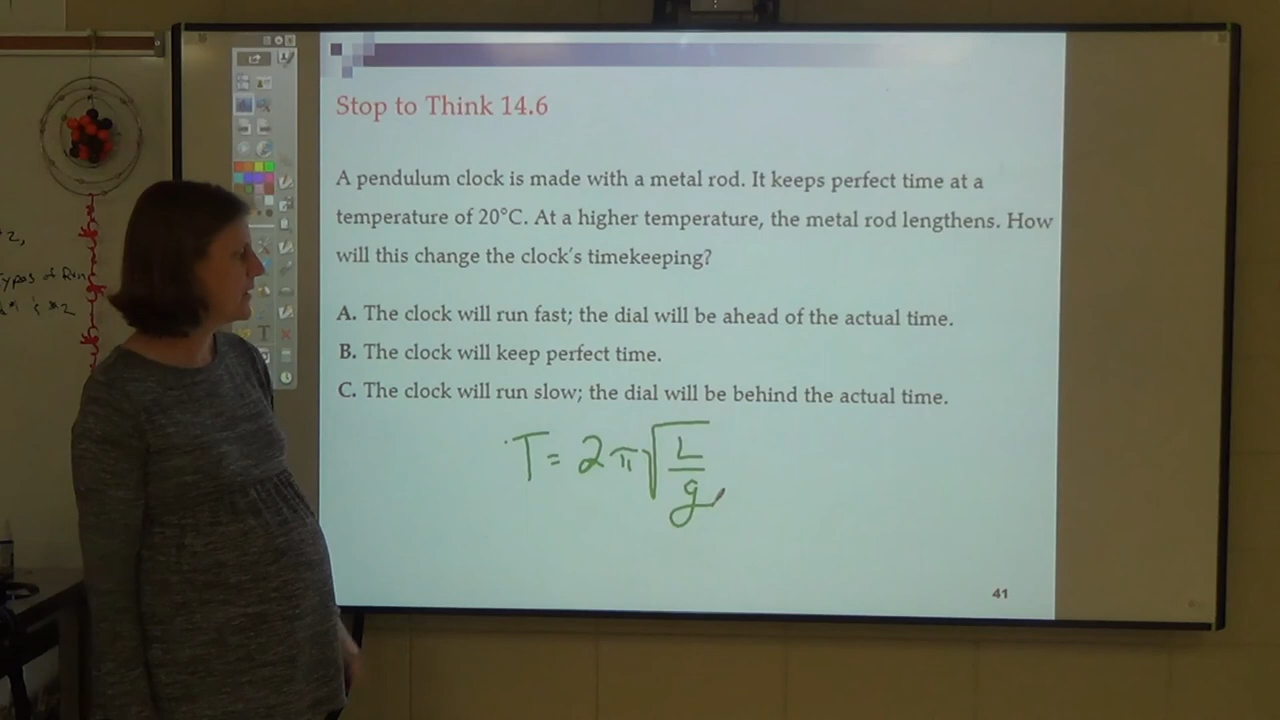 Stop to Think 14.6
A pendulum clock is made with a metal rod. It keeps perfect time at a
temperature of 20°C. At a higher temperature, the metal rod lengthens. How
will this change the clock's timekeeping?
A. The clock will run fast; the dial will be ahead of the actual time.
B. The clock will keep perfect time.
C. The clock will run slow; the dial will be behind the actual time.
T = 2π√L/g
41
Types of